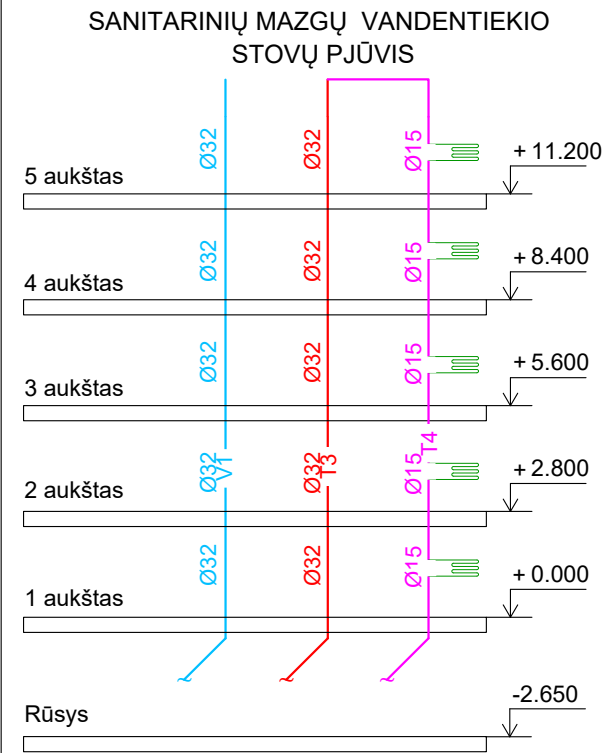 SANITARINIŲ MAZGŲ VANDENTIEKIO
STOVŲ PJŪVIS
Ø32 Ø32 Ø15 +11.200
5 aukštas
Ø32 Ø32 Ø15 +8.400
4 aukštas
Ø32 Ø32 Ø15 +5.600
3 aukštas
V1 T3 T4
Ø32 Ø32 Ø15 +2.800
2 aukštas
Ø32 Ø32 Ø15 +0.000
1 aukštas
-2.650
Rūsys